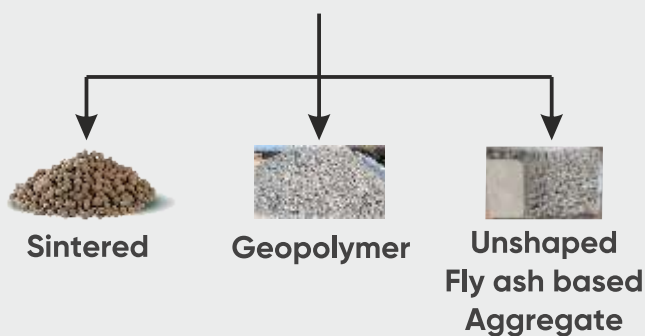 Sintered
Geopolymer
Unshaped
Fly ash based
Aggregate